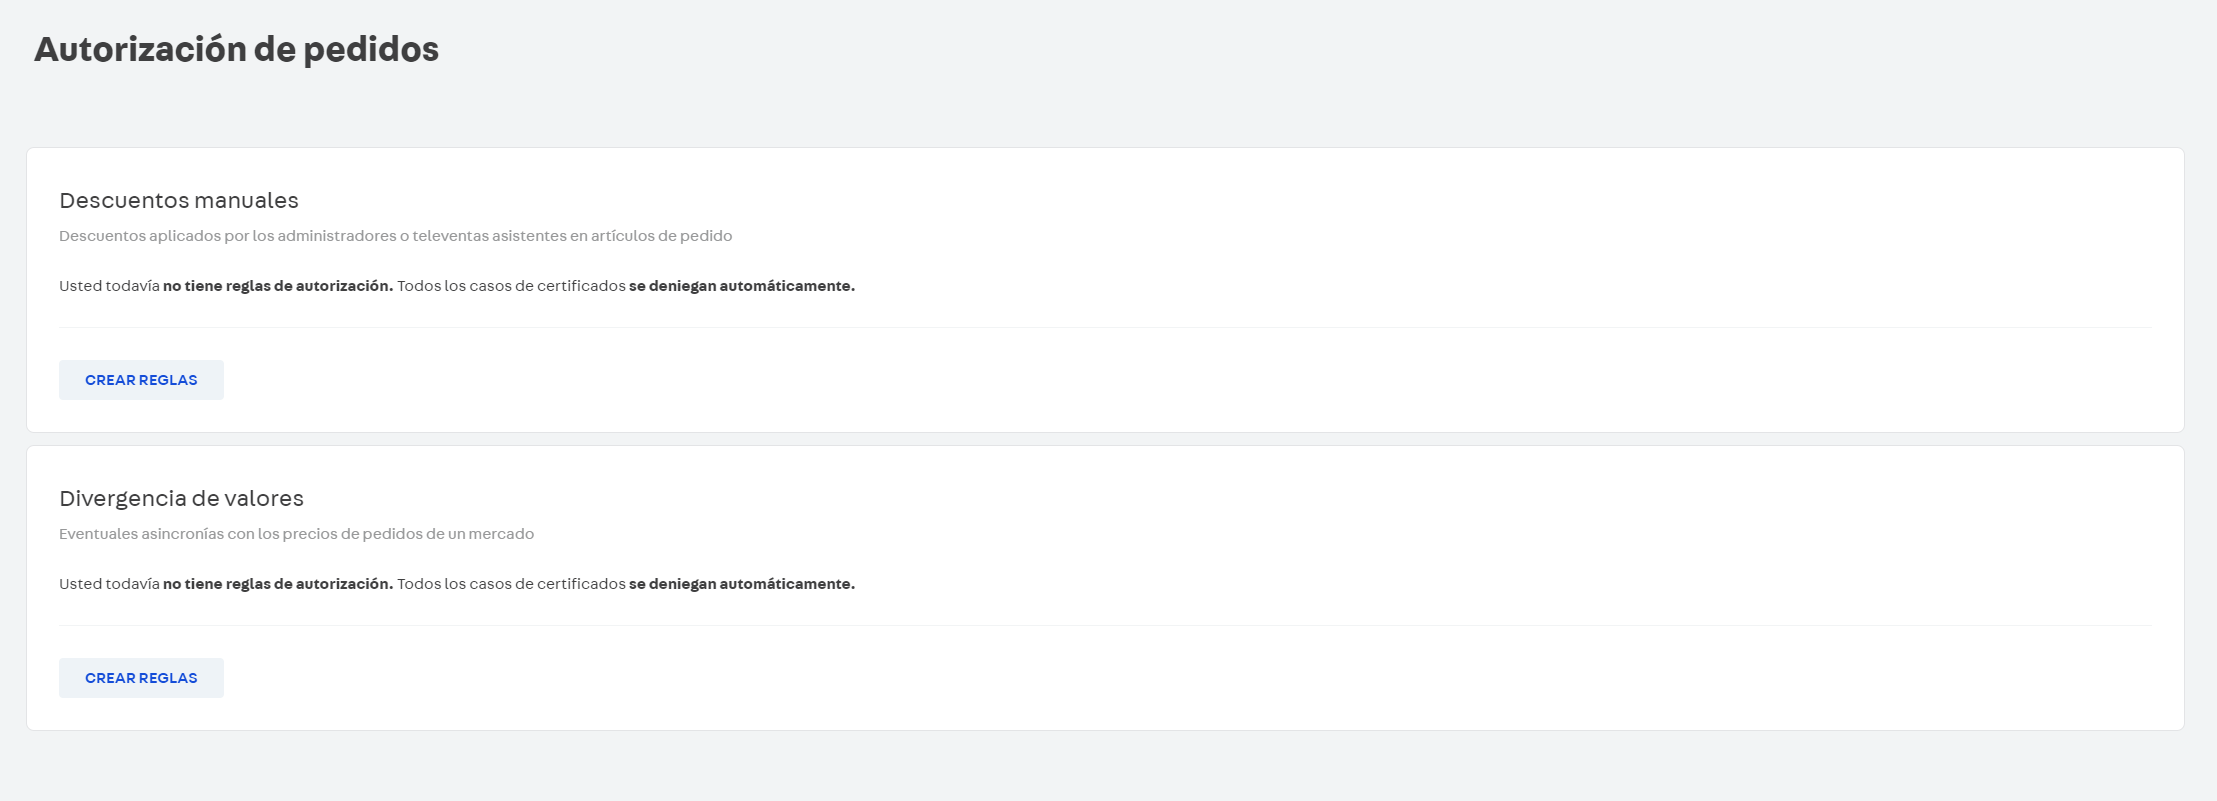 Autorización de pedidos
Descuentos manuales
Descuentos aplicados por los administradores o televentas asistentes en artículos de pedido
Usted todavía no tiene reglas de autorización. Todos los casos de certificados se deniegan automáticamente.
CREAR REGLAS
Divergencia de valores
Eventuales asincronías con los precios de pedidos de un mercado
Usted todavía no tiene reglas de autorización. Todos los casos de certificados se deniegan automáticamente.
CREAR REGLAS